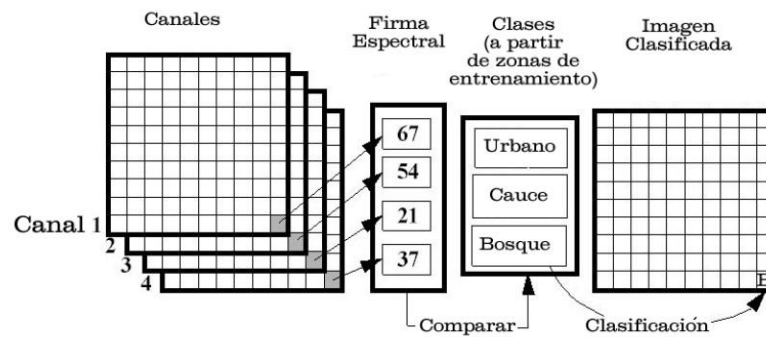 Canales
Firma
Espectral
Clases
(a partir
de zonas de
entrenamiento)
Imagen
Clasificada
67
54
21
37
Urbano
Cauce
Bosque
Canal 1
2
3
4
Comparar
Clasificación